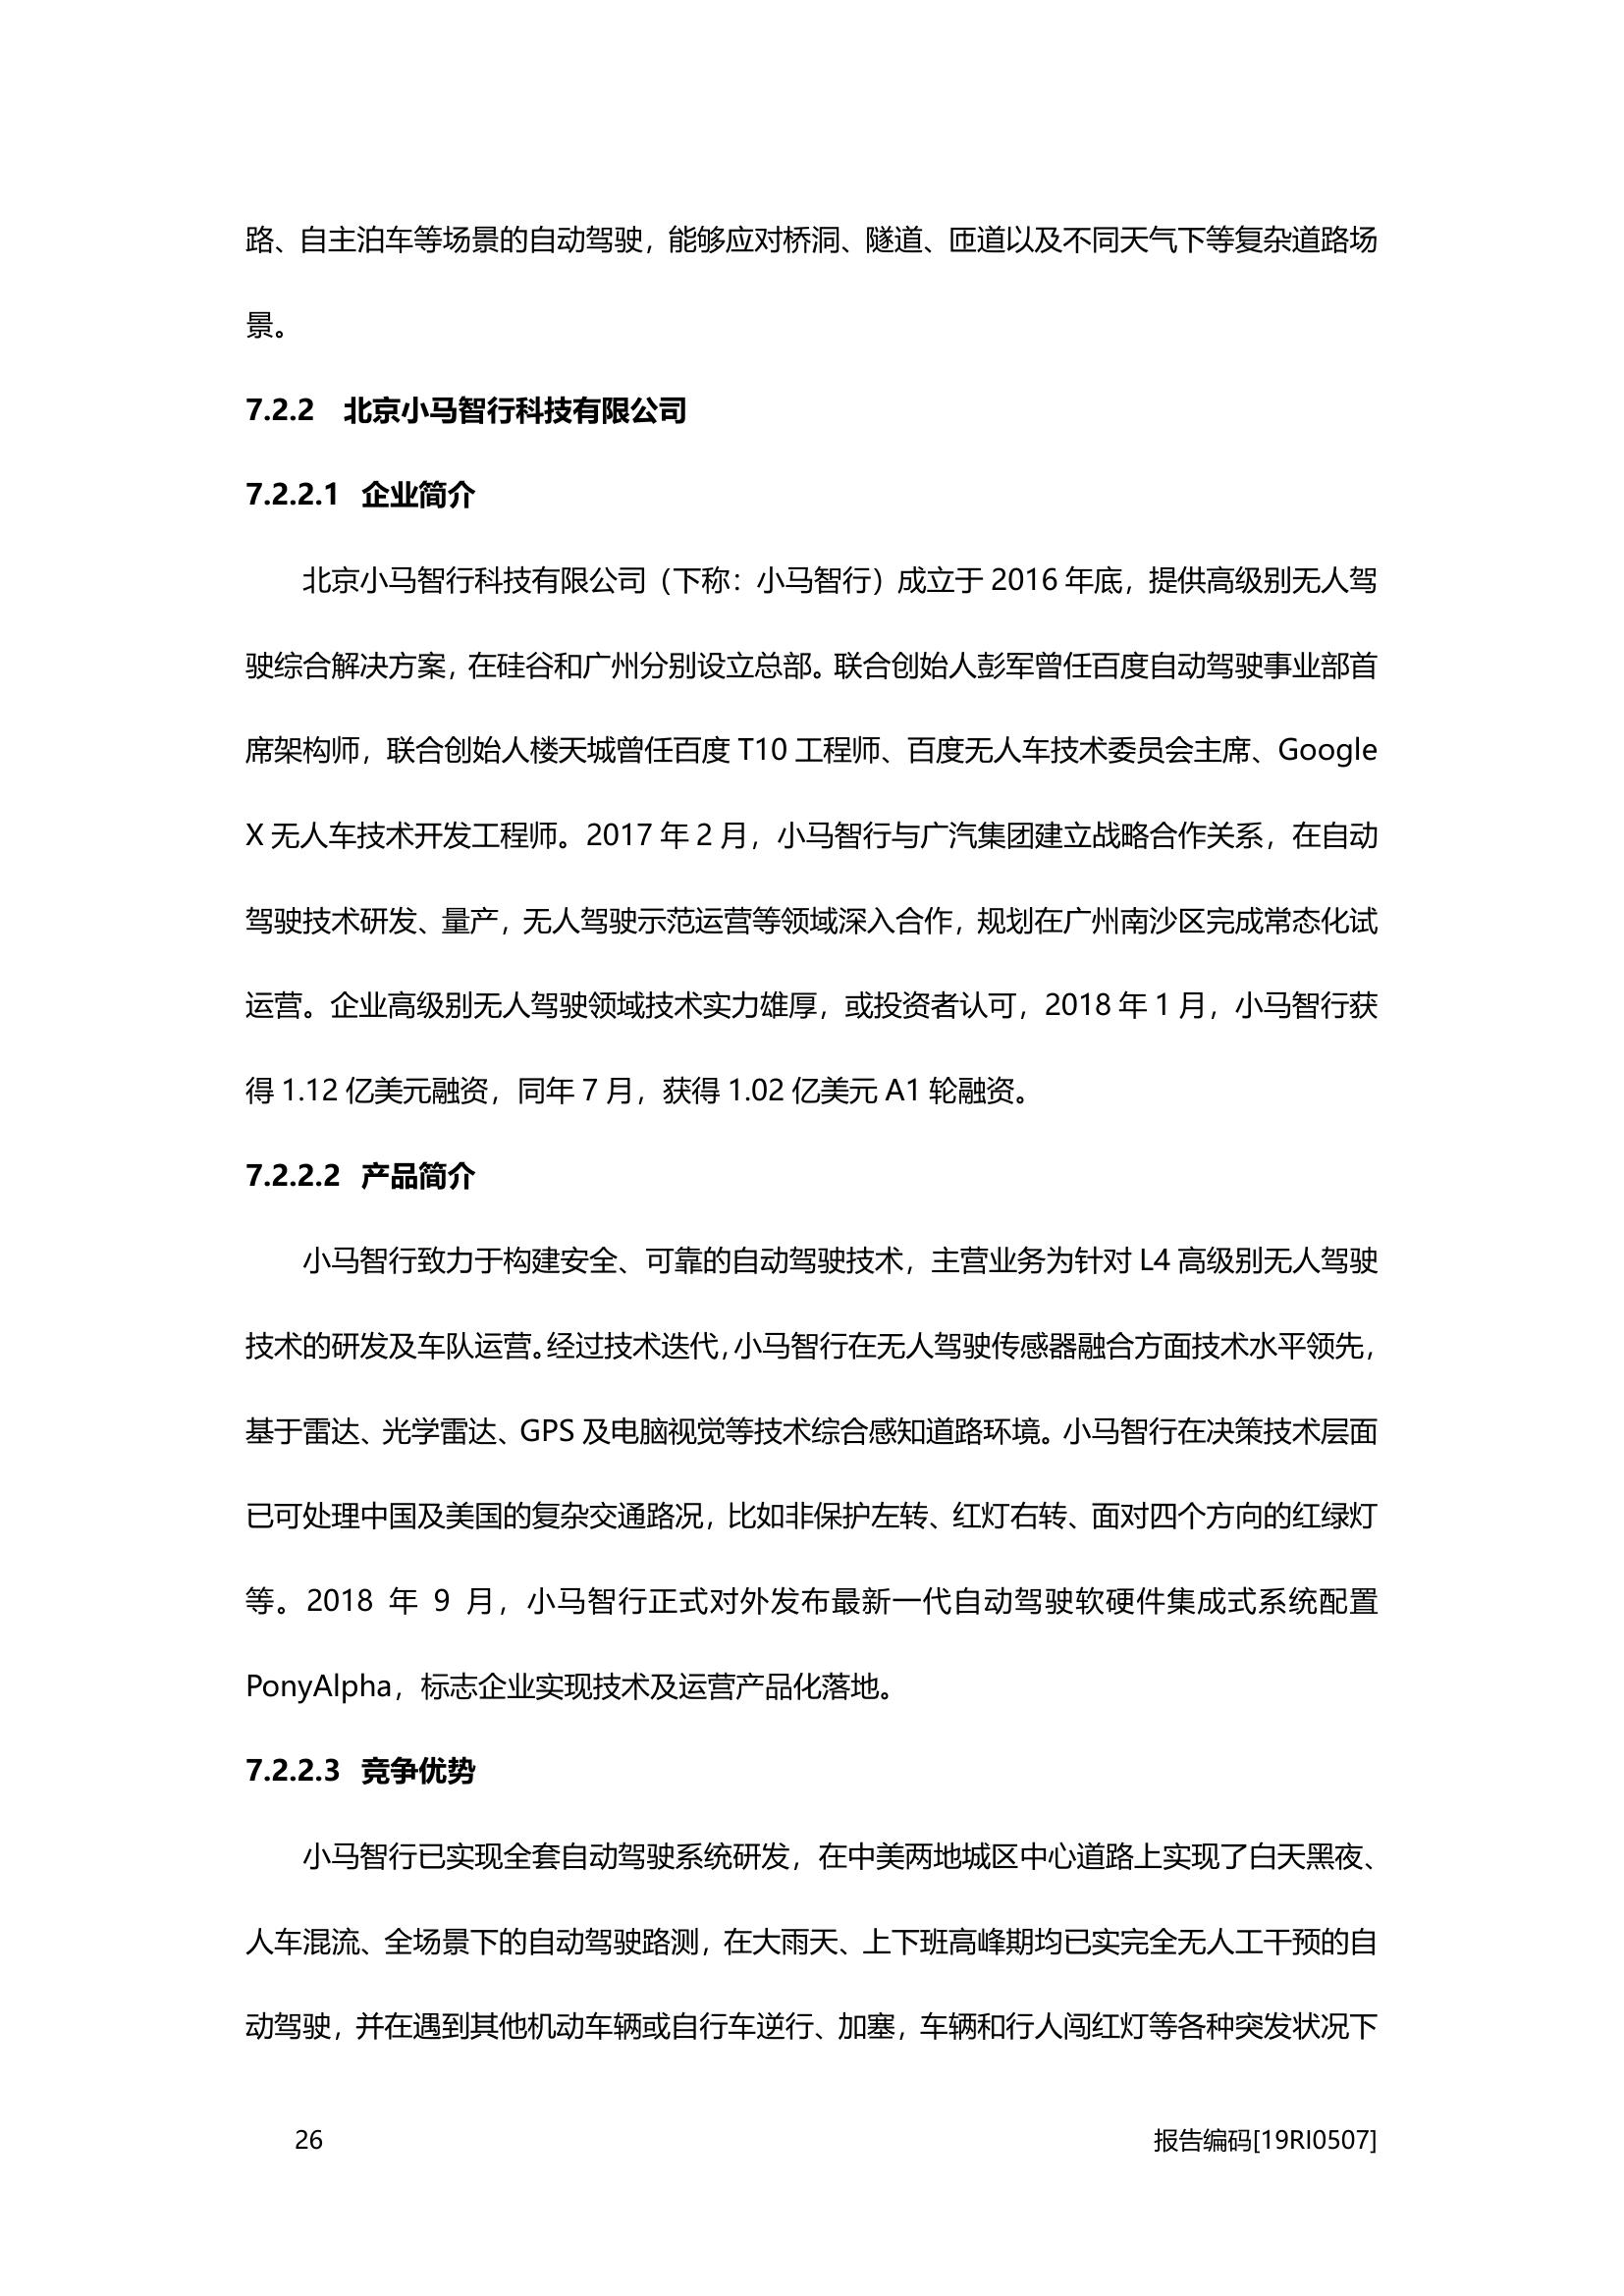 路、自主泊车等场景的自动驾驶，能够应对桥洞、隧道、匝道以及不同天气下等复杂道路场
景。
7.2.2 北京小马智行科技有限公司
7.2.2.1 企业简介
北京小马智行科技有限公司（下称：小马智行）成立于 2016 年底，提供高级别无人驾
驶综合解决方案，在硅谷和广州分别设立总部。联合创始人彭军曾任百度自动驾驶事业部首
席架构师，联合创始人楼天城曾任百度 T10 工程师、百度无人车技术委员会主席、Google
X 无人车技术开发工程师。2017 年 2 月，小马智行与广汽集团建立战略合作关系，在自动
驾驶技术研发、量产，无人驾驶示范运营等领域深入合作，规划在广州南沙区完成常态化试
运营。企业高级别无人驾驶领域技术实力雄厚，或投资者认可，2018 年 1 月，小马智行获
得 1.12 亿美元融资，同年 7 月，获得 1.02 亿美元 A1 轮融资。
7.2.2.2 产品简介
小马智行致力于构建安全、可靠的自动驾驶技术，主营业务为针对 L4 高级别无人驾驶
技术的研发及车队运营。经过技术迭代，小马智行在无人驾驶传感器融合方面技术水平领先，
基于雷达、光学雷达、GPS 及电脑视觉等技术综合感知道路环境。小马智行在决策技术层面
已可处理中国及美国的复杂交通路况，比如非保护左转、红灯右转、面对四个方向的红绿灯
等。2018 年 9 月，小马智行正式对外发布最新一代自动驾驶软硬件集成式系统配置
PonyAlpha，标志企业实现技术及运营产品化落地。
7.2.2.3 竞争优势
小马智行已实现全套自动驾驶系统研发，在中美两地城区中心道路上实现了白天黑夜、
人车混流、全场景下的自动驾驶路测，在大雨天、上下班高峰期均已实完全无人工干预的自
动驾驶，并在遇到其他机动车辆或自行车逆行、加塞，车辆和行人闯红灯等各种突发状况下
26 报告编码[19RI0507]